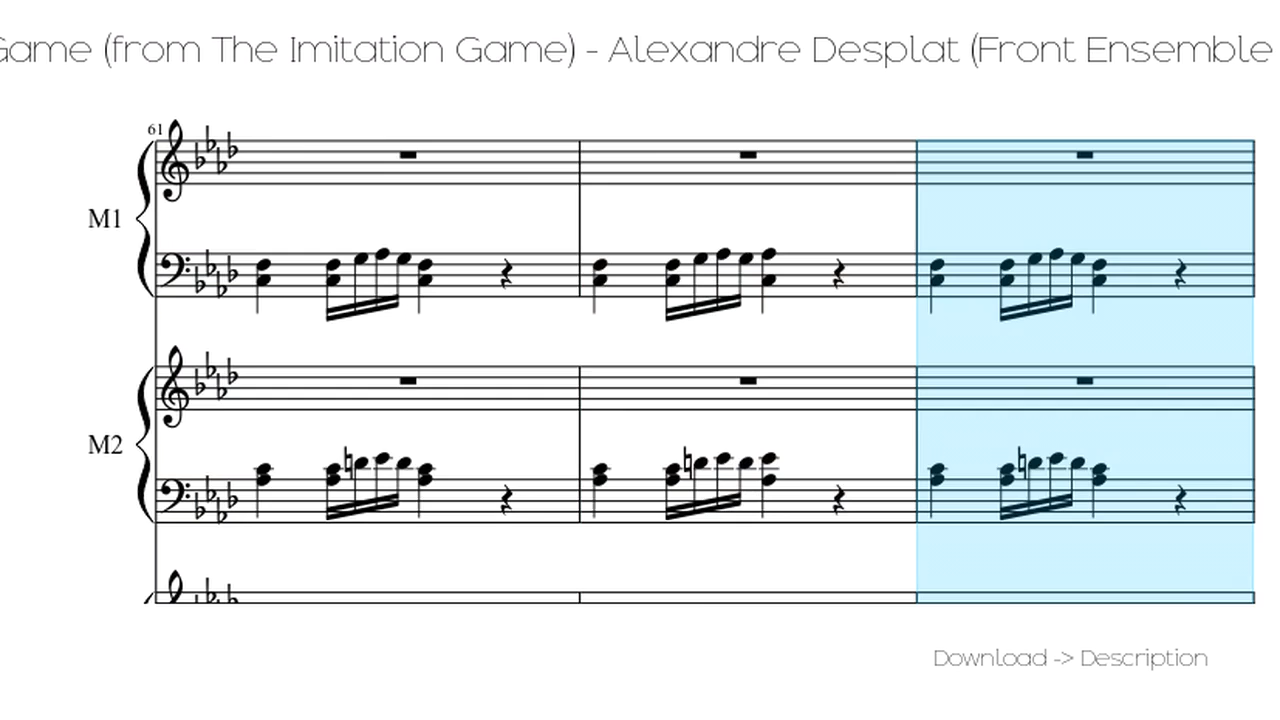 Game (from The Imitation Game) - Alexandre Desplat (Front Ensemble
61
M1
M2
Download -> Description